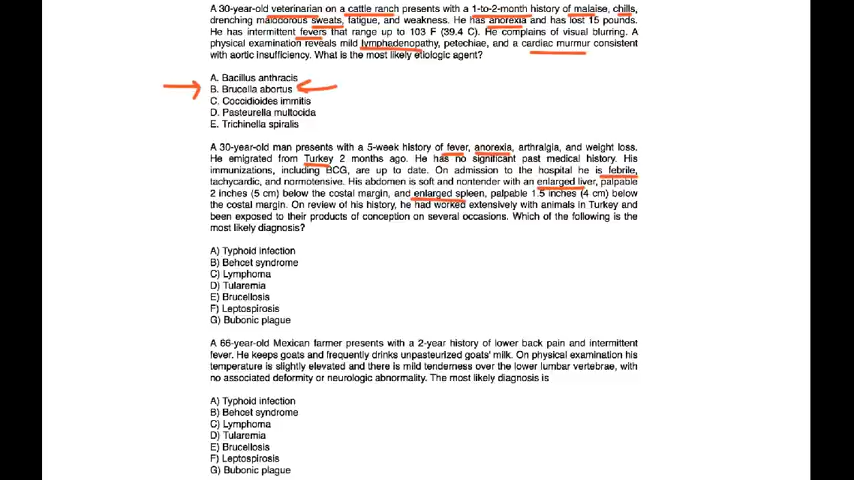 A 30-year-old veterinarian on a cattle ranch presents with a 1-to-2-month history of malaise, chills,
drenching malodorous sweats, fatigue, and weakness. He has anorexia and has lost 15 pounds.
He has intermittent fevers that range up to 103 F (39.4 C). He complains of visual blurring. A
physical examination reveals mild lymphadenopathy, petechiae, and a cardiac murmur consistent
with aortic insufficiency. What is the most likely etiologic agent?
A. Bacillus anthracis
B. Brucella abortus
C. Coccidioides immitis
D. Pasteurella multocida
E. Trichinella spiralis
A 30-year-old man presents with a 5-week history of fever, anorexia, arthralgia, and weight loss.
He emigrated from Turkey 2 months ago. He has no significant past medical history. His
immunizations, including BCG, are up to date. On admission to the hospital he is febrile,
tachycardic, and normotensive. His abdomen is soft and nontender with an enlarged liver, palpable
2 inches (5 cm) below the costal margin, and enlarged spleen, palpable 1.5 inches (4 cm) below
the costal margin. On review of his history, he had worked extensively with animals in Turkey and
been exposed to their products of conception on several occasions. Which of the following is the
most likely diagnosis?
A) Typhoid infection
B) Behcet syndrome
C) Lymphoma
D) Tularemia
E) Brucellosis
F) Leptospirosis
G) Bubonic plague
A 66-year-old Mexican farmer presents with a 2-year history of lower back pain and intermittent
fever. He keeps goats and frequently drinks unpasteurized goats' milk. On physical examination his
temperature is slightly elevated and there is mild tenderness over the lower lumbar vertebrae, with
no associated deformity or neurologic abnormality. The most likely diagnosis is
A) Typhoid infection
B) Behcet syndrome
C) Lymphoma
D) Tularemia
E) Brucellosis
F) Leptospirosis
G) Bubonic plague